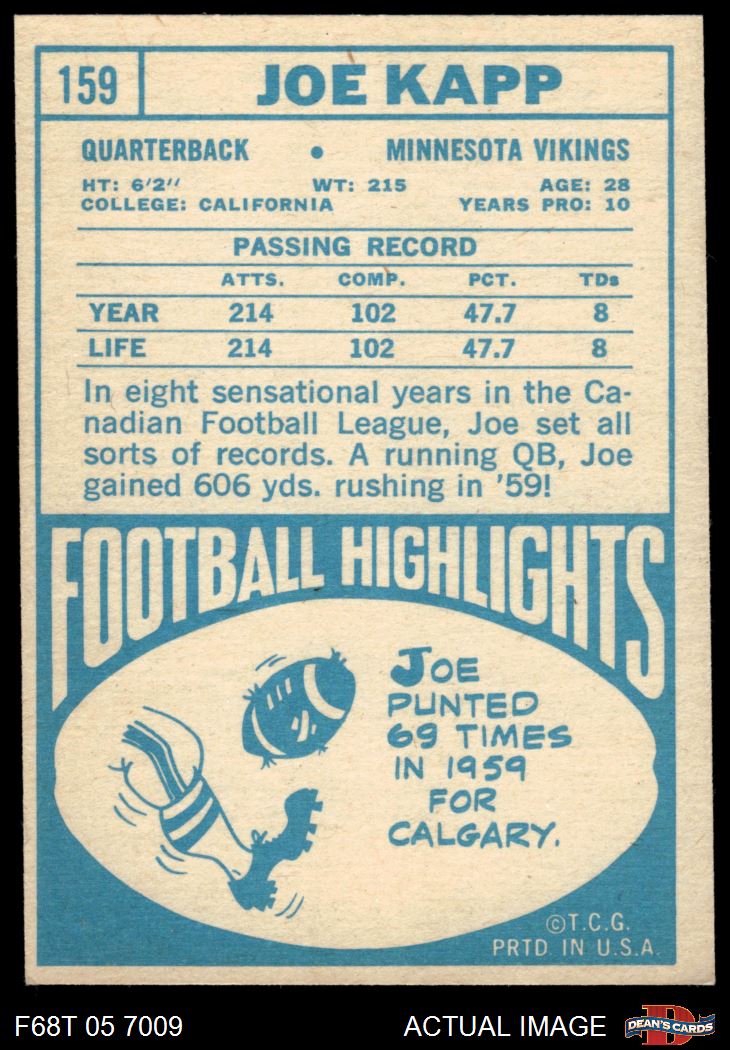 159 JOE KAPP
QUARTERBACK • MINNESOTA VIKINGS
HT: 6'2'' WT: 215 AGE: 28
COLLEGE: CALIFORNIA YEARS PRO: 10
PASSING RECORD
ATTS. COMP. PCT. TDs
YEAR 214 102 47.7 8
LIFE 214 102 47.7 8
In eight sensational years in the Ca-
nadian Football League, Joe set all
sorts of records. A running QB, Joe
gained 606 yds. rushing in '59!
FOOTBALL HIGHLIGHTS
JOE
PUNTED
69 TIMES
IN 1959
FOR
CALGARY.
©T.C.G.
PRTD. IN U.S.A.
F68T 05 7009 ACTUAL IMAGE
D
DEAN'S CARDS